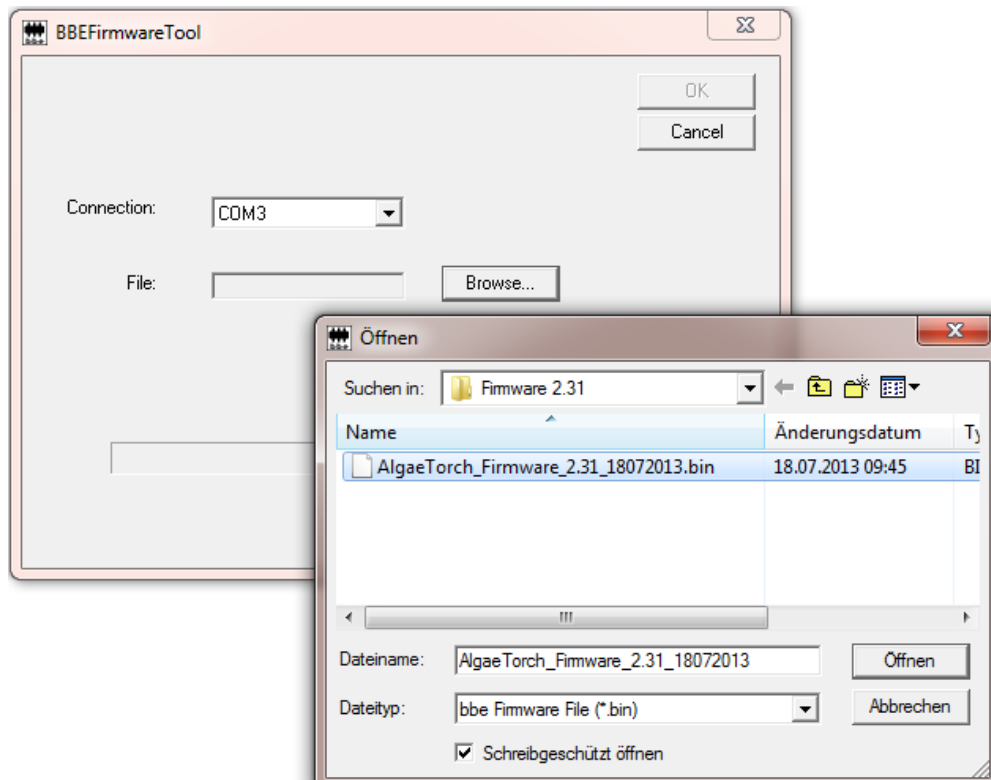 BBEFirmwareTool
OK
Cancel
Connection:
COM3
File:
Browse...
Öffnen
Suchen in:
Firmware 2.31
Name Änderungsdatum
AlgaeTorch_Firmware_2.31_18072013.bin 18.07.2013 09:45
Dateiname:
AlgaeTorch_Firmware_2.31_18072013
Öffnen
Dateityp:
bbe Firmware File (*.bin)
Abbrechen
Schreibgeschützt öffnen